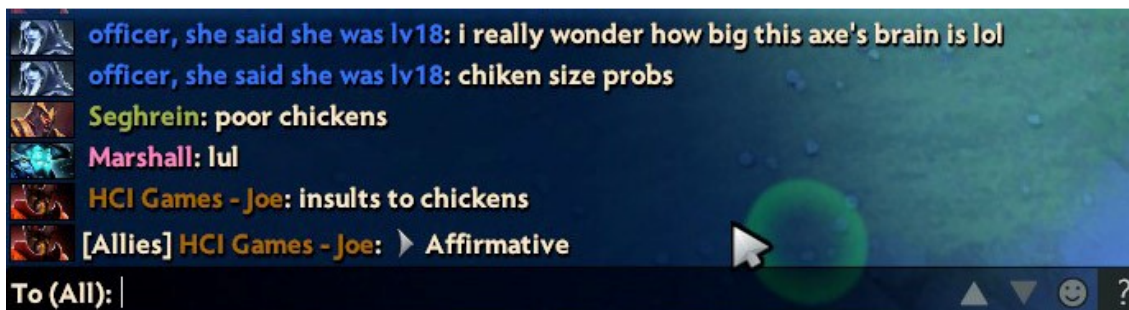 officer, she said she was lv18: i really wonder how big this axe's brain is lol
officer, she said she was lv18: chiken size probs
Seghrein: poor chickens
Marshall: lul
HCI Games - Joe: insults to chickens
[Allies] HCI Games - Joe: Affirmative
To (All): ?